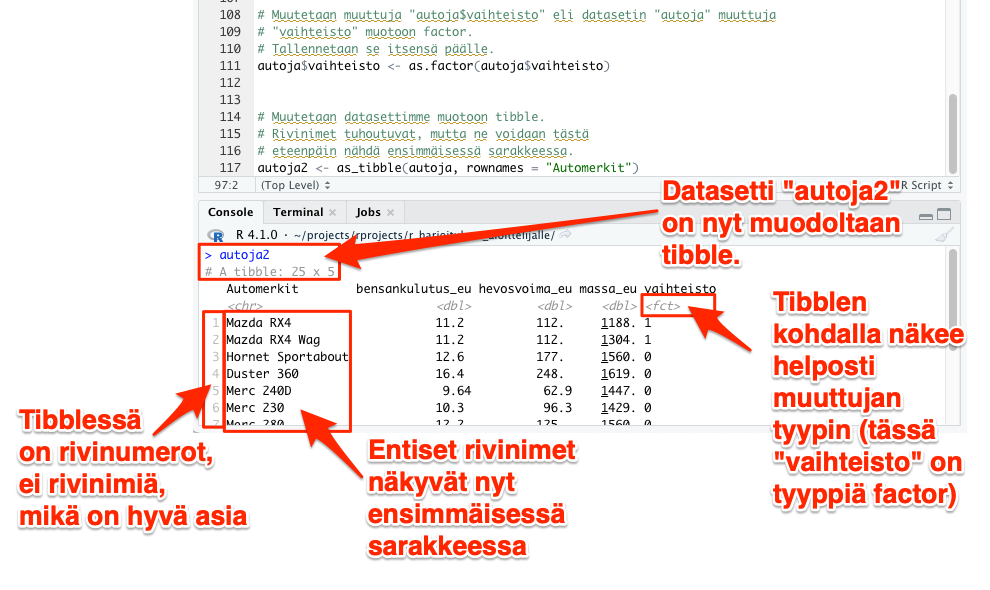 108 # Muutetaan muuttuja "autoja$vaihteisto" eli datasetin "autoja" muuttuja
109 # "vaihteisto" muotoon factor.
110 # Tallennetaan se itsensä päälle.
111 autoja$vaihteisto <- as.factor(autoja$vaihteisto)
112
113
114 # Muutetaan datasettimme muotoon tibble.
115 # Rivinimet tuhoutuvat, mutta ne voidaan tästä
116 # eteenpäin nähdä ensimmäisessä sarakkeessa.
117 autoja2 <- as_tibble(autoja, rownames = "Automerkit")
97:2 (Top Level) R Script
Datasetti "autoja2"
on nyt muodoltaan
tibble.
Console Terminal Jobs
R 4.1.0 · ~/projects/rprojects/
> autoja2
# A tibble: 25 x 5
Automerkit bensankulutus_eu hevosvoima_eu massa_eu vaihteisto
<chr> <dbl> <dbl> <dbl> <fct>
1 Mazda RX4 11.2 112. 1188. 1
2 Mazda RX4 Wag 11.2 112. 1304. 1
3 Hornet Sportabout 12.6 177. 1560. 0
4 Duster 360 16.4 248. 1619. 0
5 Merc 240D 9.64 62.9 1447. 0
6 Merc 230 10.3 96.3 1429. 0
7 Merc 280 12.2 125. 1560. 0
Tibblen
kohdalla näkee
helposti
muuttujan
tyypin (tässä
"vaihteisto" on
tyyppiä factor)
Tibblessä
on rivinumerot,
ei rivinimiä,
mikä on hyvä asia
Entiset rivinimet
näkyvät nyt
ensimmäisessä
sarakkeessa